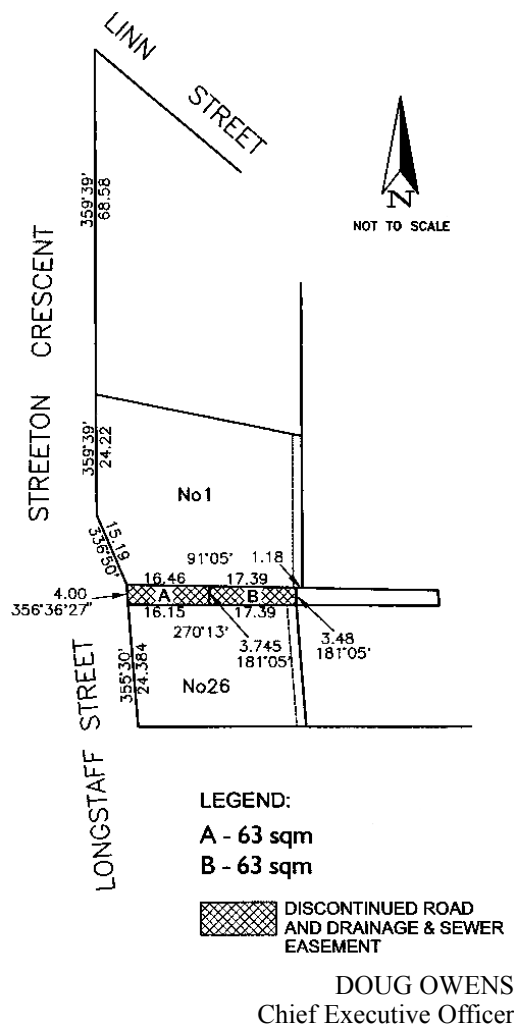 LINN
STREET
N
NOT TO SCALE
359°39'
68.58
STREETON CRESCENT
359°39'
24.22
No1
15.19
336°50'
91°05' 1.18
16.46 17.39
4.00
356°36'27"
A B
16.15 17.39
270°13'
3.745
181°05'
3.48
181°05'
355°30'
24.384
No26
LONGSTAFF STREET
LEGEND:
A - 63 sqm
B - 63 sqm
DISCONTINUED ROAD
AND DRAINAGE & SEWER
EASEMENT
DOUG OWENS
Chief Executive Officer